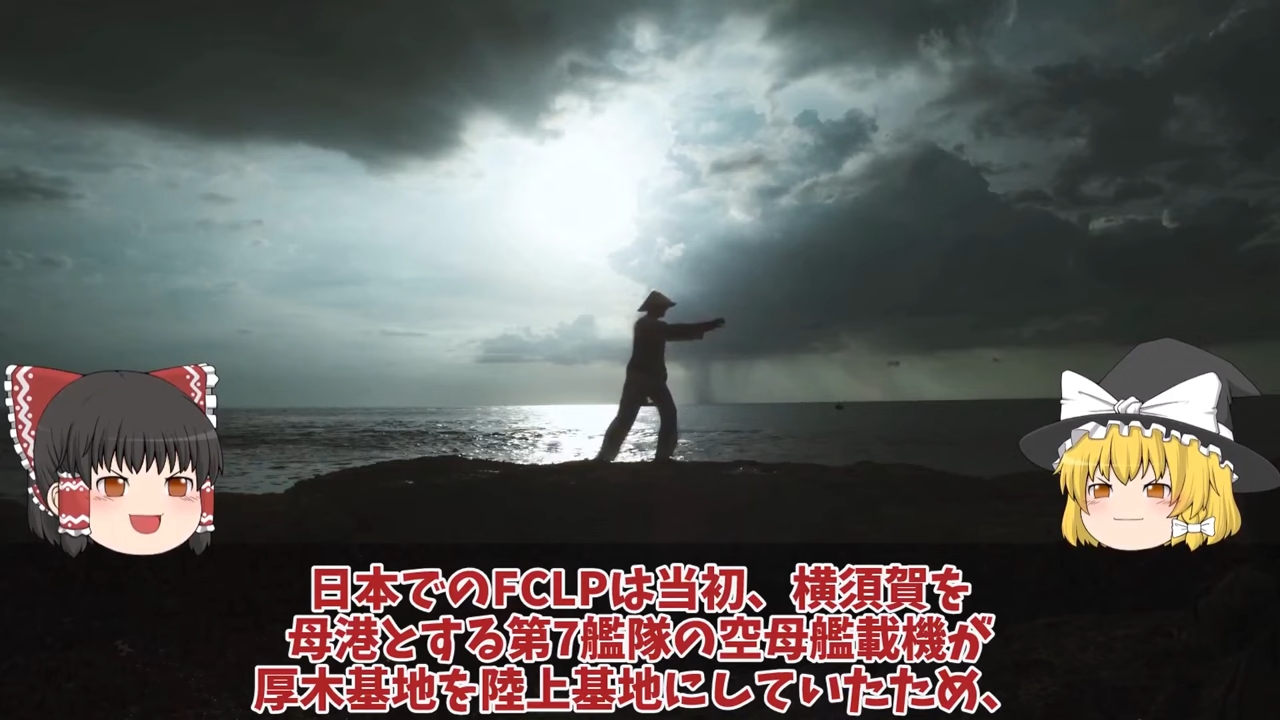 日本でのFCLPは当初、横須賀を
母港とする第7艦隊の空母艦載機が
厚木基地を陸上基地にしていたため、